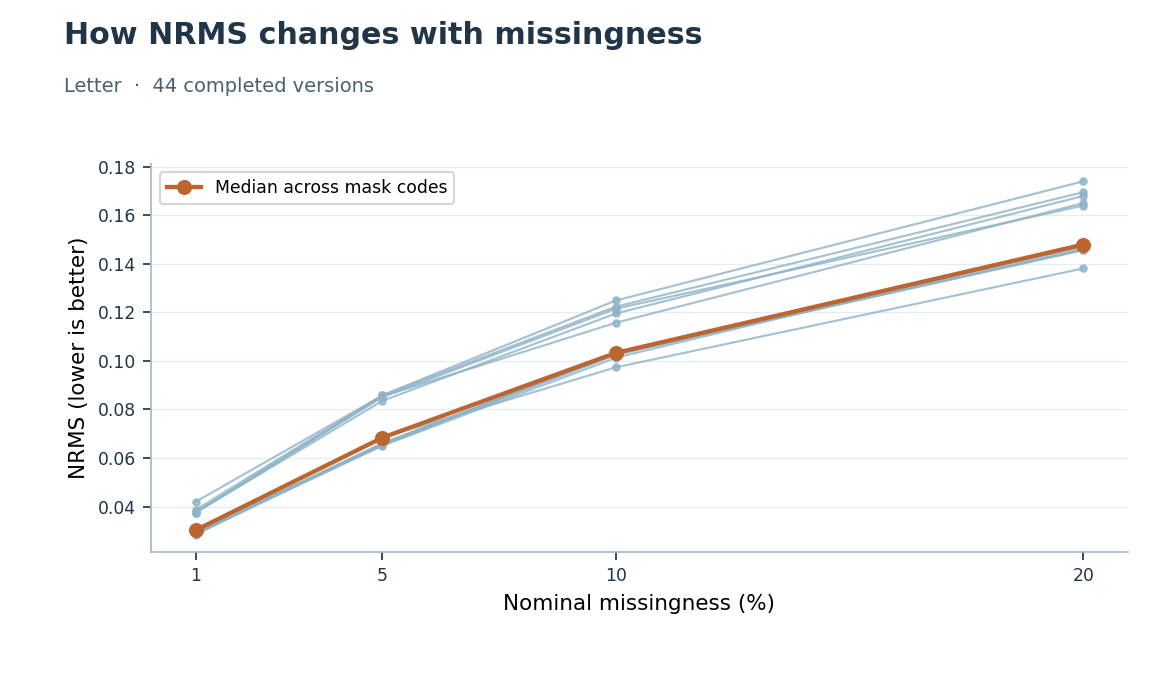 How NRMS changes with missingness
Letter · 44 completed versions
0.18
0.16
0.14
0.12
0.10
0.08
0.06
0.04
NRMS (lower is better)
Median across mask codes
1 5 10 20
Nominal missingness (%)